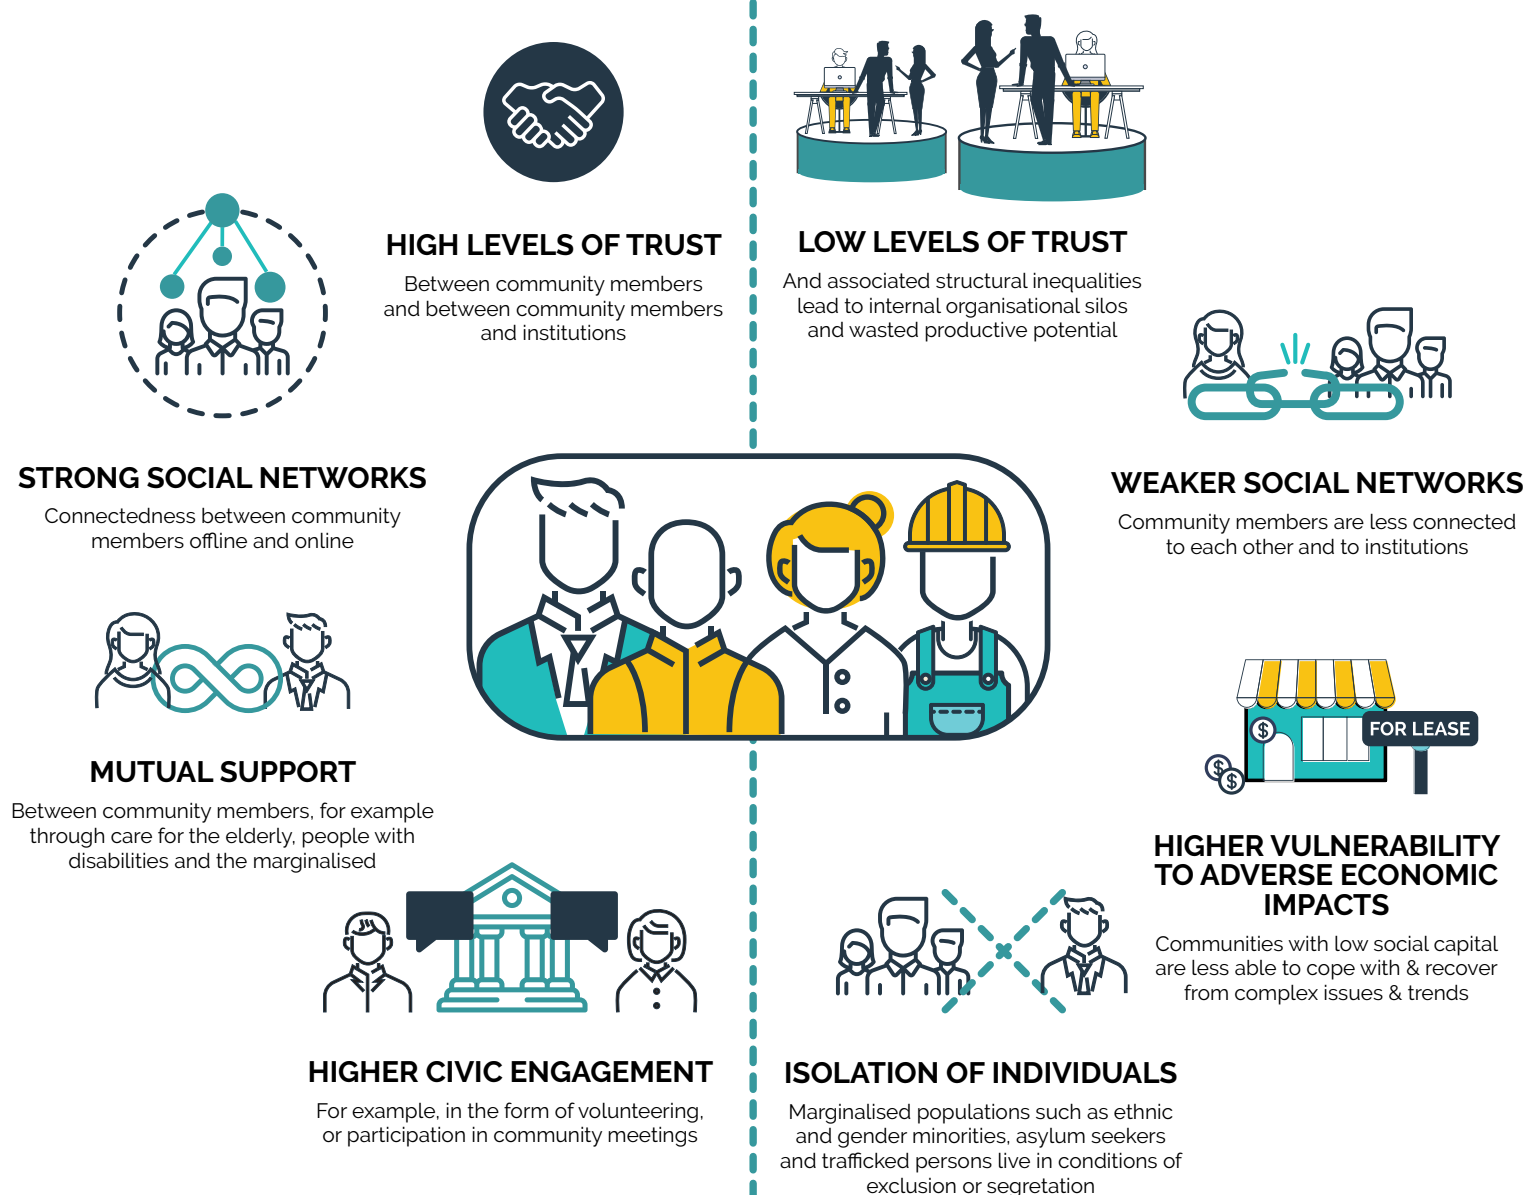 HIGH LEVELS OF TRUST
Between community members
and between community members
and institutions
STRONG SOCIAL NETWORKS
Connectedness between community
members offline and online
MUTUAL SUPPORT
Between community members, for example
through care for the elderly, people with
disabilities and the marginalised
HIGHER CIVIC ENGAGEMENT
For example, in the form of volunteering,
or participation in community meetings
LOW LEVELS OF TRUST
And associated structural inequalities
lead to internal organisational silos
and wasted productive potential
WEAKER SOCIAL NETWORKS
Community members are less connected
to each other and to institutions
FOR LEASE
$
$
$
HIGHER VULNERABILITY
TO ADVERSE ECONOMIC
IMPACTS
Communities with low social capital
are less able to cope with & recover
from complex issues & trends
ISOLATION OF INDIVIDUALS
Marginalised populations such as ethnic
and gender minorities, asylum seekers
and trafficked persons live in conditions of
exclusion or segretation